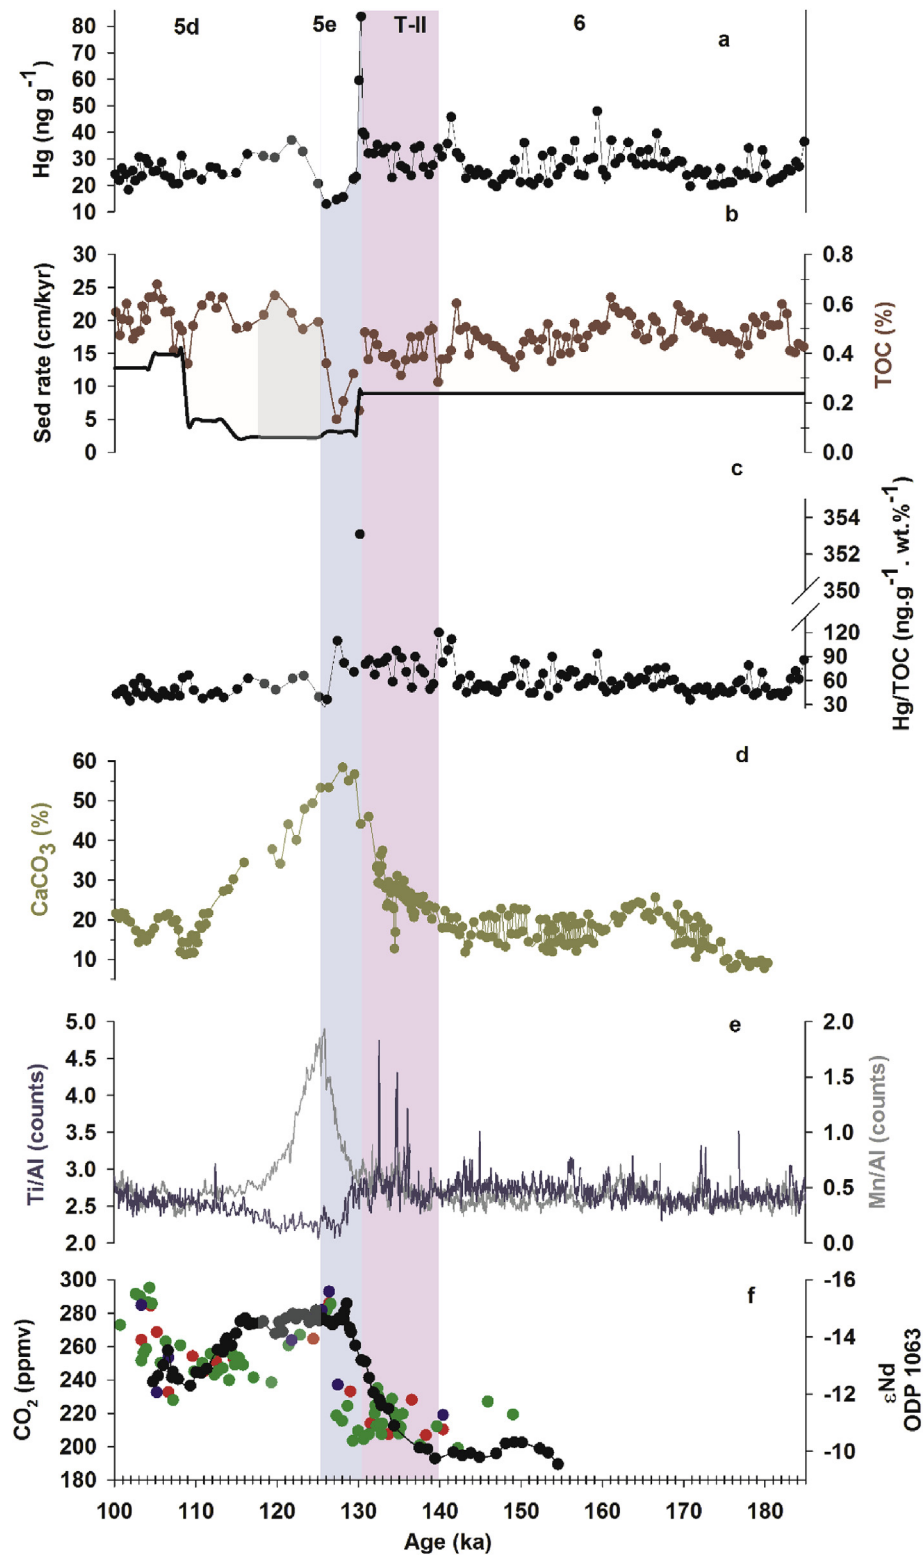 5d 5e T-II 6
a
Hg (ng g-1)
80
70
60
50
40
30
20
10
b
Sed rate (cm/kyr)
30
25
20
15
10
5
0
TOC (%)
0.8
0.6
0.4
0.2
0.0
c
Hg/TOC (ng.g-1. wt.%-1)
354
352
350
120
90
60
30
d
CaCO3 (%)
60
50
40
30
20
10
e
Ti/Al (counts)
5.0
4.5
4.0
3.5
3.0
2.5
2.0
Mn/Al (counts)
2.0
1.5
1.0
0.5
0.0
f
CO2 (ppmv)
300
280
260
240
220
200
180
εNd
ODP 1063
-16
-14
-12
-10
100 110 120 130 140 150 160 170 180
Age (ka)